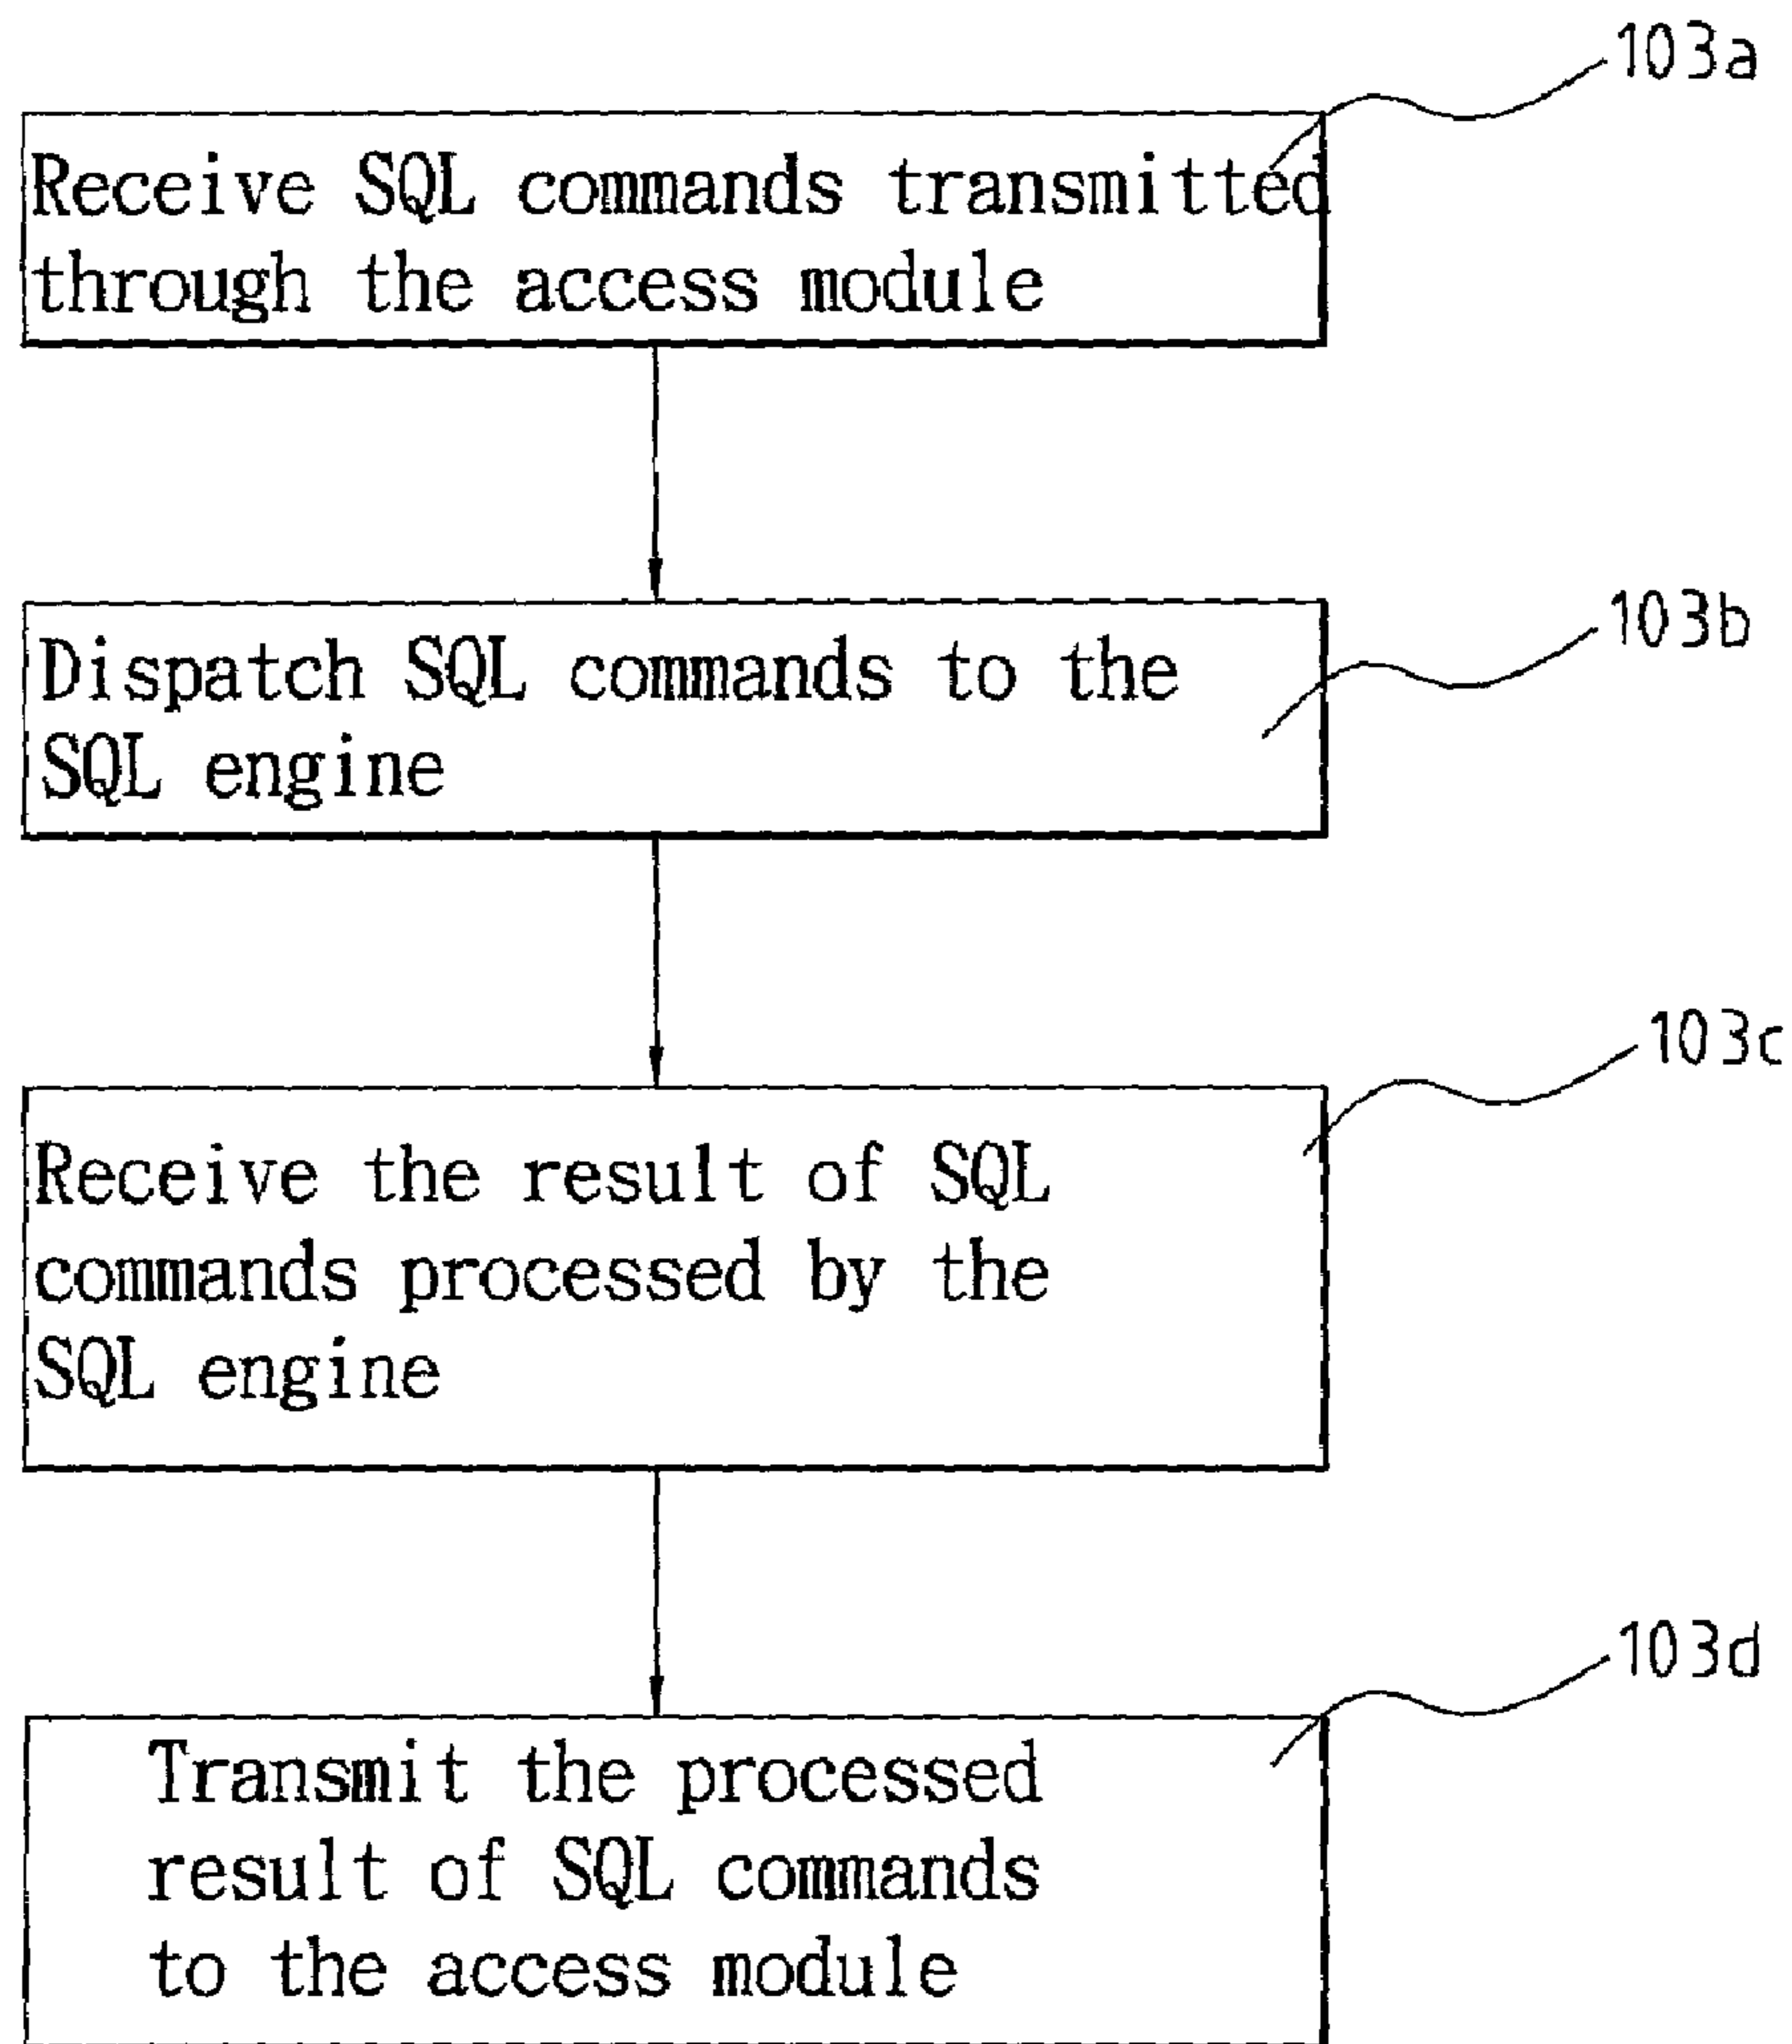 103a
Receive SQL commands transmitted
through the access module
103b
Dispatch SQL commands to the
SQL engine
103c
Receive the result of SQL
commands processed by the
SQL engine
103d
Transmit the processed
result of SQL commands
to the access module